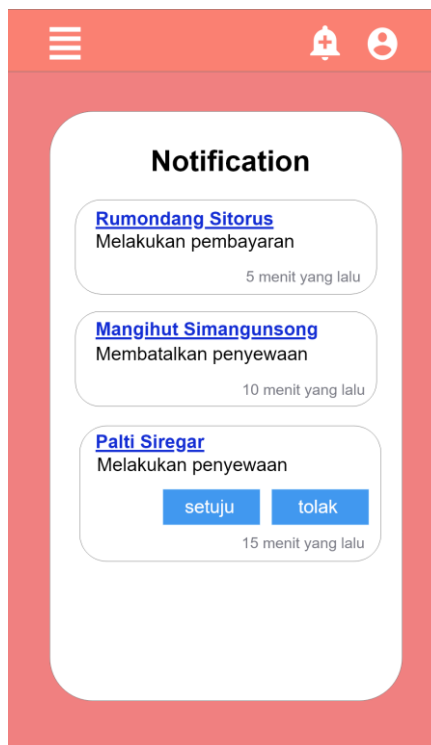 Notification
Rumondang Sitorus
Melakukan pembayaran
5 menit yang lalu
Mangihut Simangunsong
Membatalkan penyewaan
10 menit yang lalu
Palti Siregar
Melakukan penyewaan
setuju tolak
15 menit yang lalu